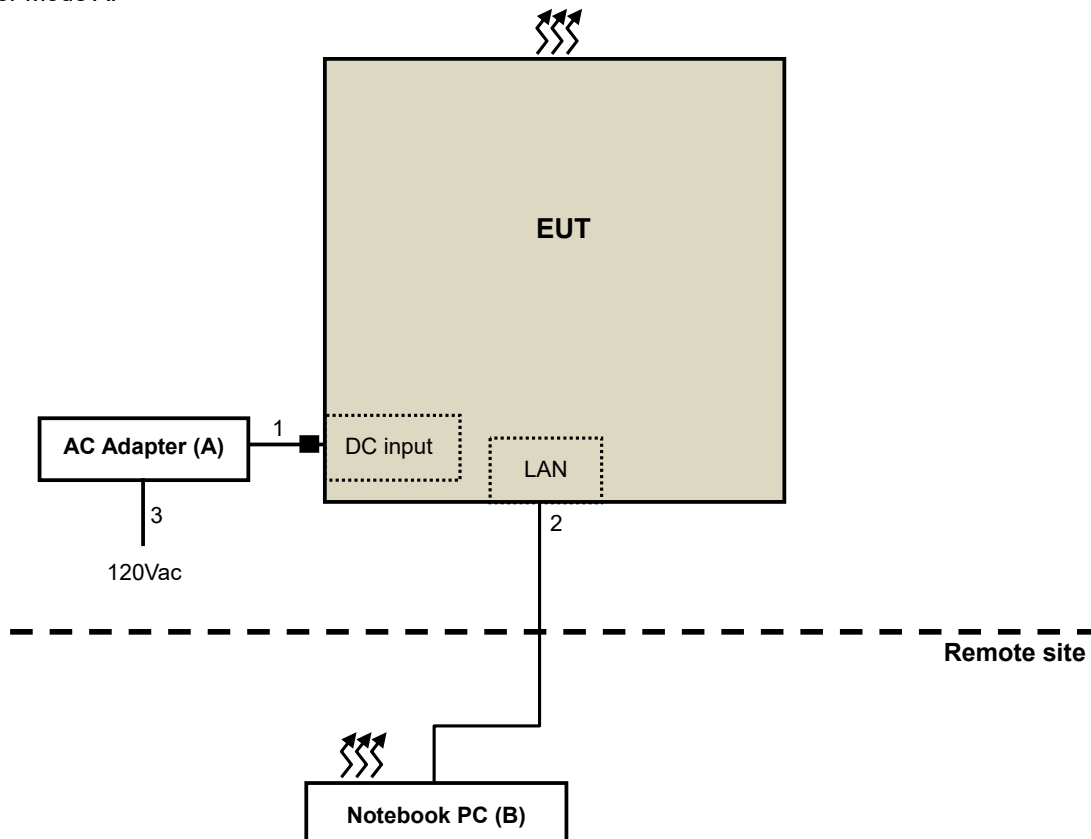 EUT
AC Adapter (A)
1
DC input
LAN
3
2
120Vac
Remote site
Notebook PC (B)